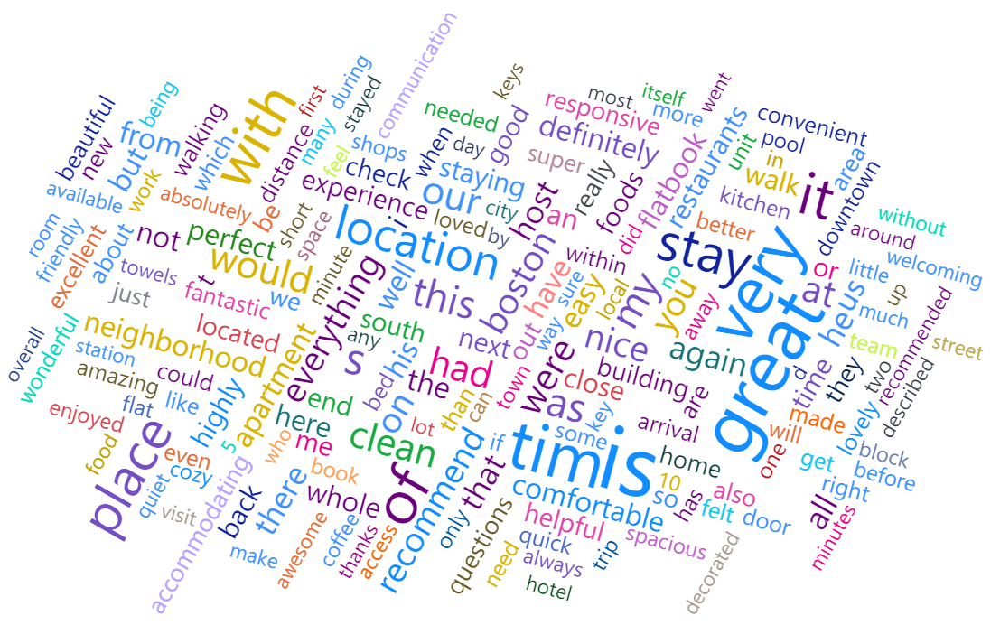 communication
during
keys
being
first
many
stayed
beautiful
new
from
walking
with
which
but
distance
feel
shops
needed
good
most
itself
went
responsive
more
definitely
flatbook
restaurants
unit
convenient
pool
in
area
walk
it
downtown
without
around
welcoming
available
work
absolutely
be
check
when
day
super
staying
experience
our
city
host
an
really
foods
did
kitchen
better
room
friendly
excellent
about
not
perfect
short
space
ii
loved
by
location
within
stay
very
no
or
little
up
towels
t
would
minute
well
this
boston
have
sure
easy
local
my
you
away
at
he
us
much
recommended
just
fantastic
we
everything
overall
wonderful
neighborhood
located
south
any
next
way
out
nice
again
great
team
street
station
amazing
could
apartment
s
his
had
were
building
close
d
time
they
two
described
flat
like
highly
bed
the
than
can
town
as
are
enjoyed
end
here
on
lot
key
some
arrival
made
will
lovely
block
food
place
even
5
who
me
clean
recommend
if
tim
is
home
one
get
before
quiet
cozy
accommodating
back
there
book
whole
of
that
comfortable
10
so
has
also
felt
door
right
all
minutes
visit
make
awesome
coffee
thanks
access
only
questions
helpful
quick
need
always
trip
spacious
hotel
decorated